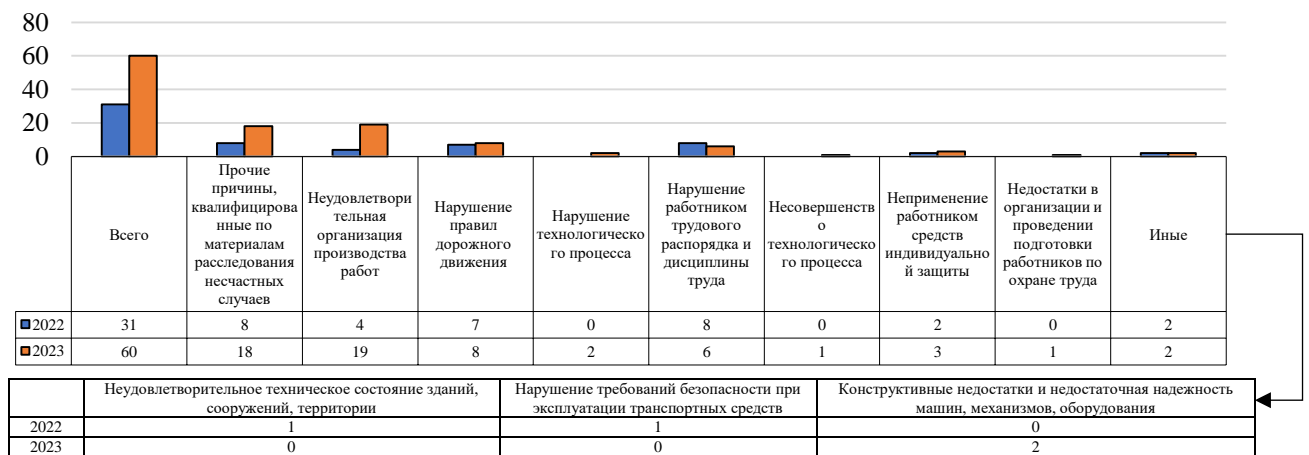 80
60
40
20
0
Всего
Прочие
причины,
квалифицирова
нные по
материалам
расследования
несчастных
случаев
Неудовлетвори
тельная
организация
производства
работ
Нарушение
правил
дорожного
движения
Нарушение
технологическо
го процесса
Нарушение
работником
трудового
распорядка и
дисциплины
труда
Несовершенств
о
технологическо
го процесса
Неприменение
работником
средств
индивидуально
й защиты
Недостатки в
организации и
проведении
подготовки
работников по
охране труда
Иные
2022 31 8 4 7 0 8 0 2 0 2
2023 60 18 19 8 2 6 1 3 1 2
Неудовлетворительное техническое состояние зданий,
сооружений, территории
Нарушение требований безопасности при
эксплуатации транспортных средств
Конструктивные недостатки и недостаточная надежность
машин, механизмов, оборудования
2022 1 1 0
2023 0 0 2